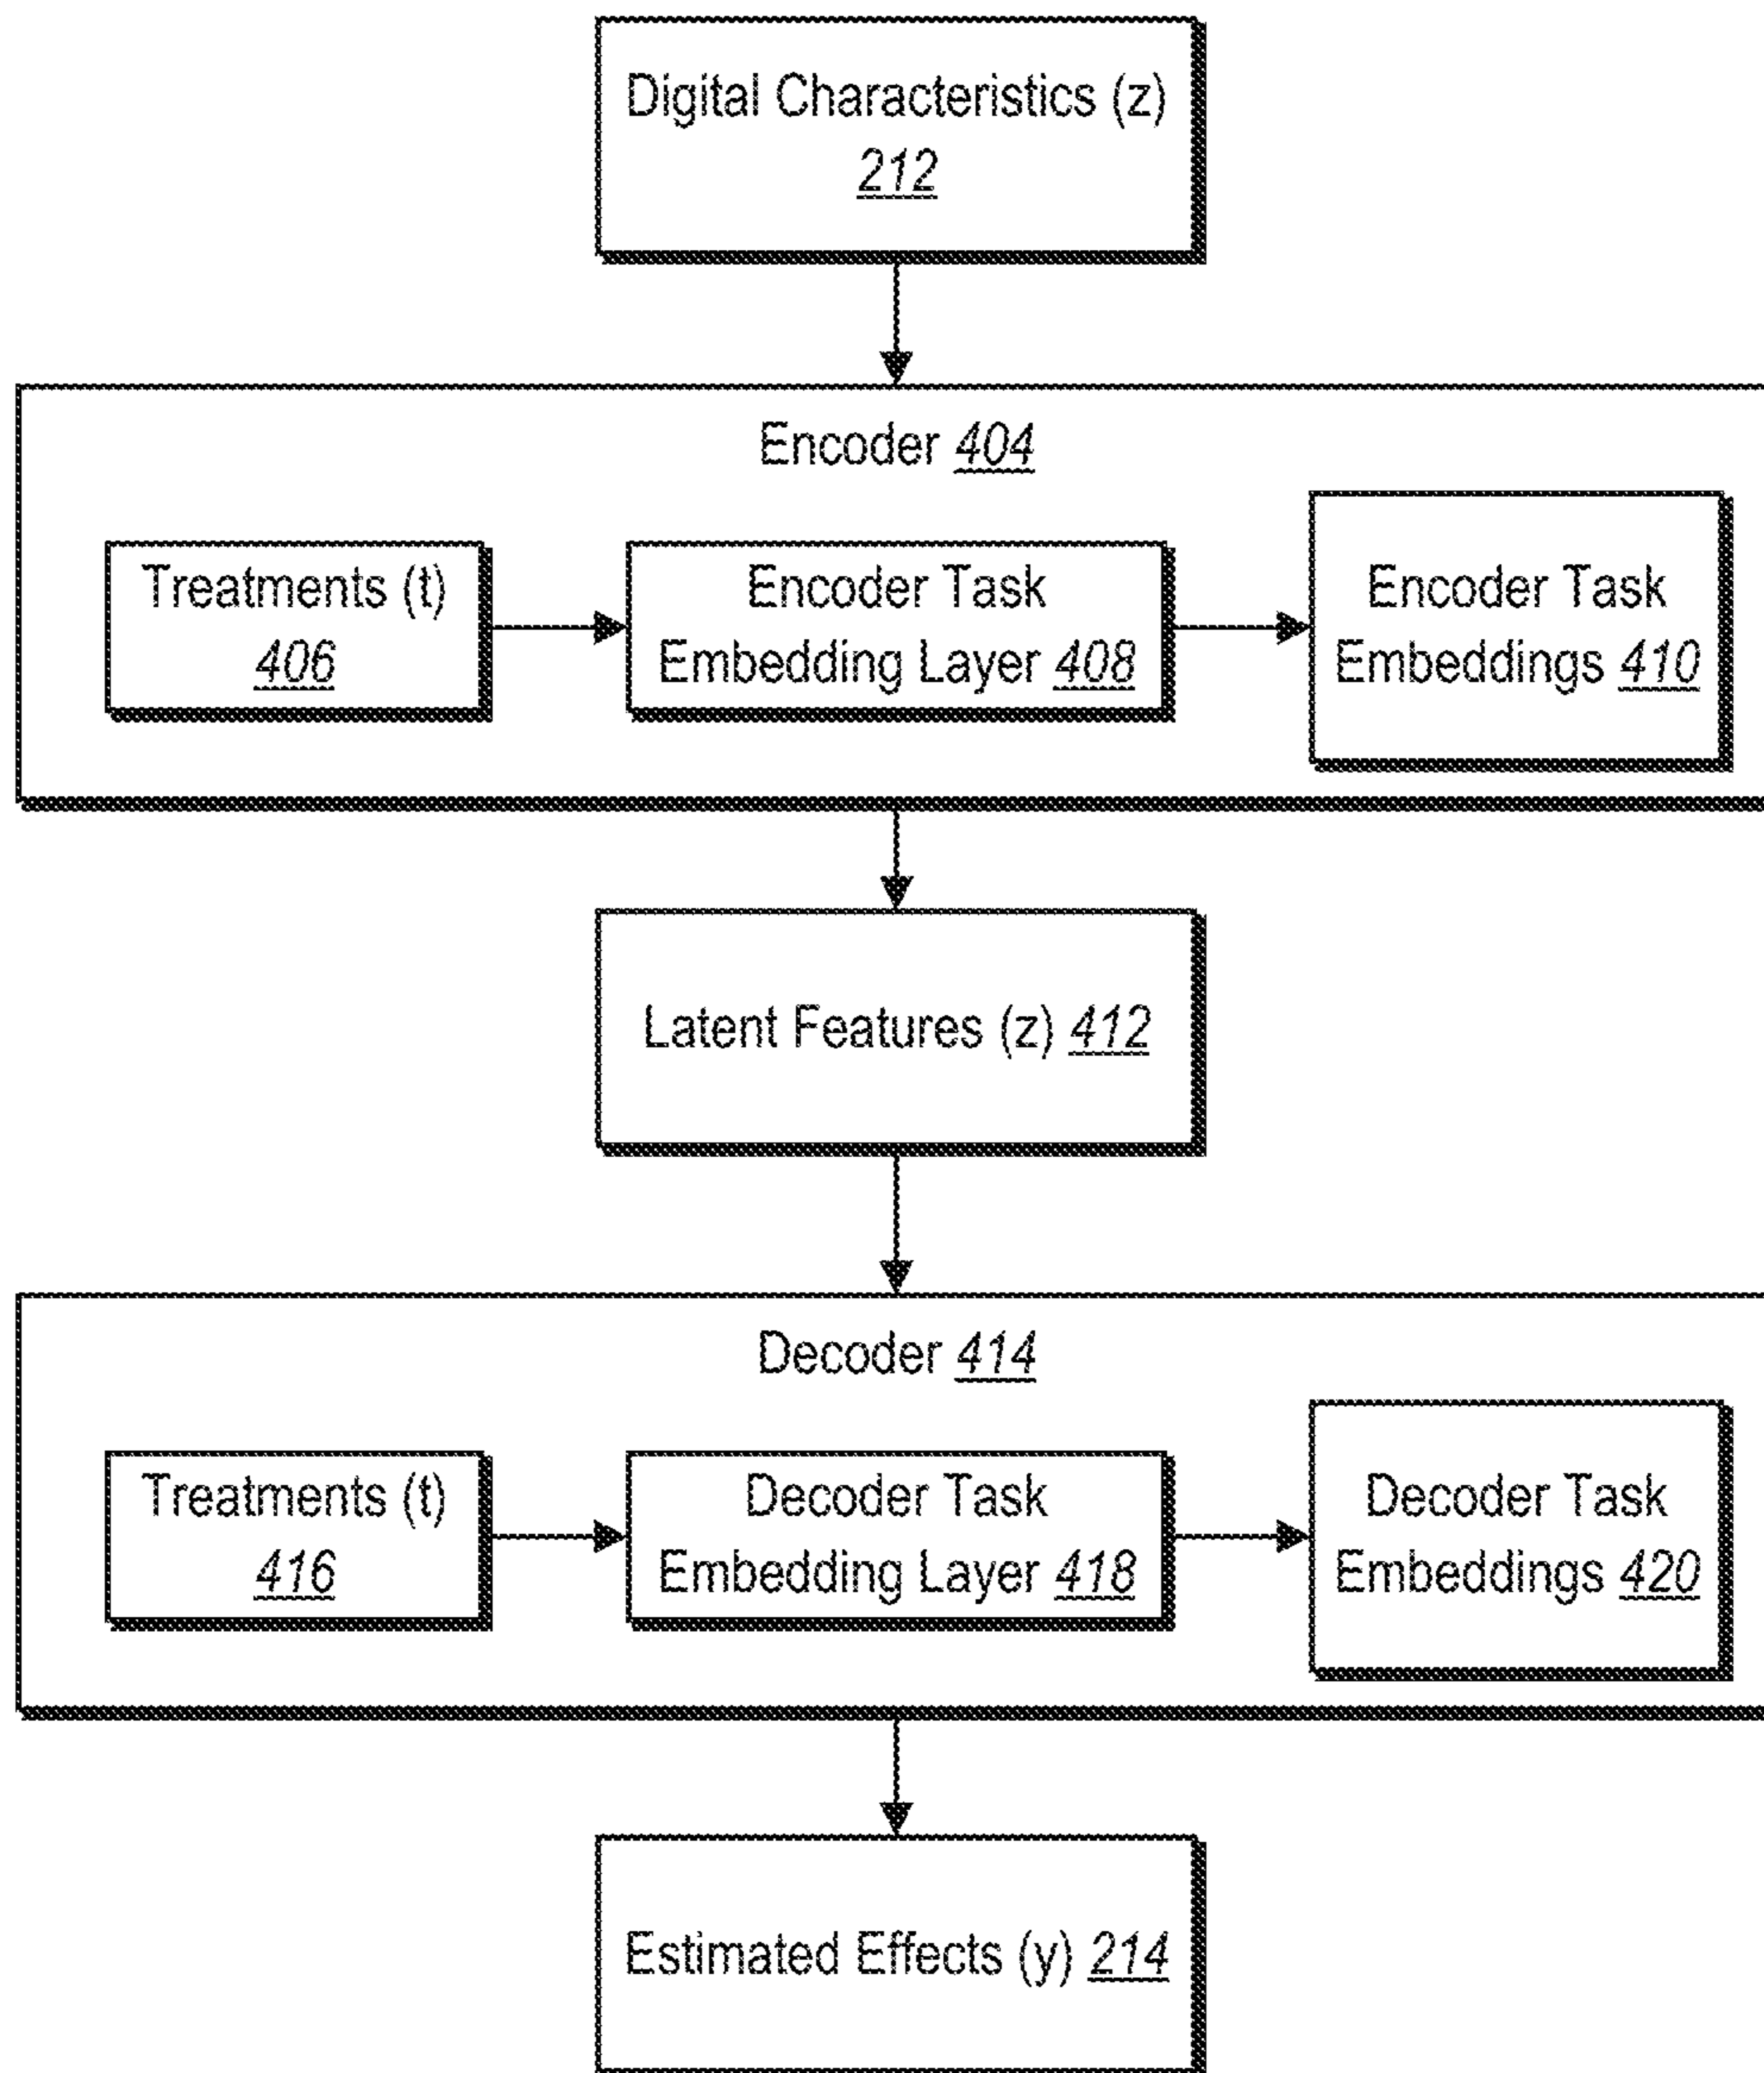 Digital Characteristics (z)
212
Encoder 404
Treatments (t)
406
Encoder Task
Embedding Layer 408
Encoder Task
Embeddings 410
Latent Features (z) 412
Decoder 414
Treatments (t)
416
Decoder Task
Embedding Layer 418
Decoder Task
Embeddings 420
Estimated Effects (y) 214